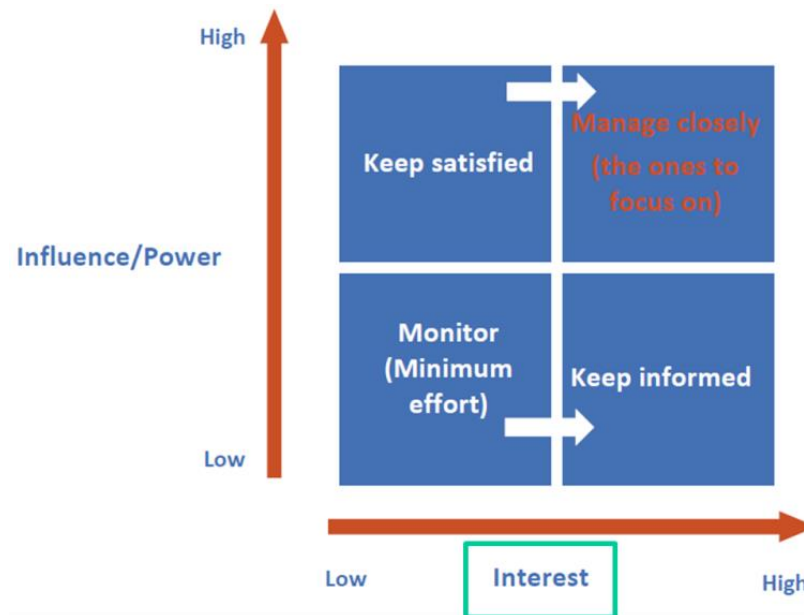 High
Manage closely
(the ones to
focus on)
Keep satisfied
Influence/Power
Monitor
(Minimum
effort)
Keep informed
Low
Low
Interest
High